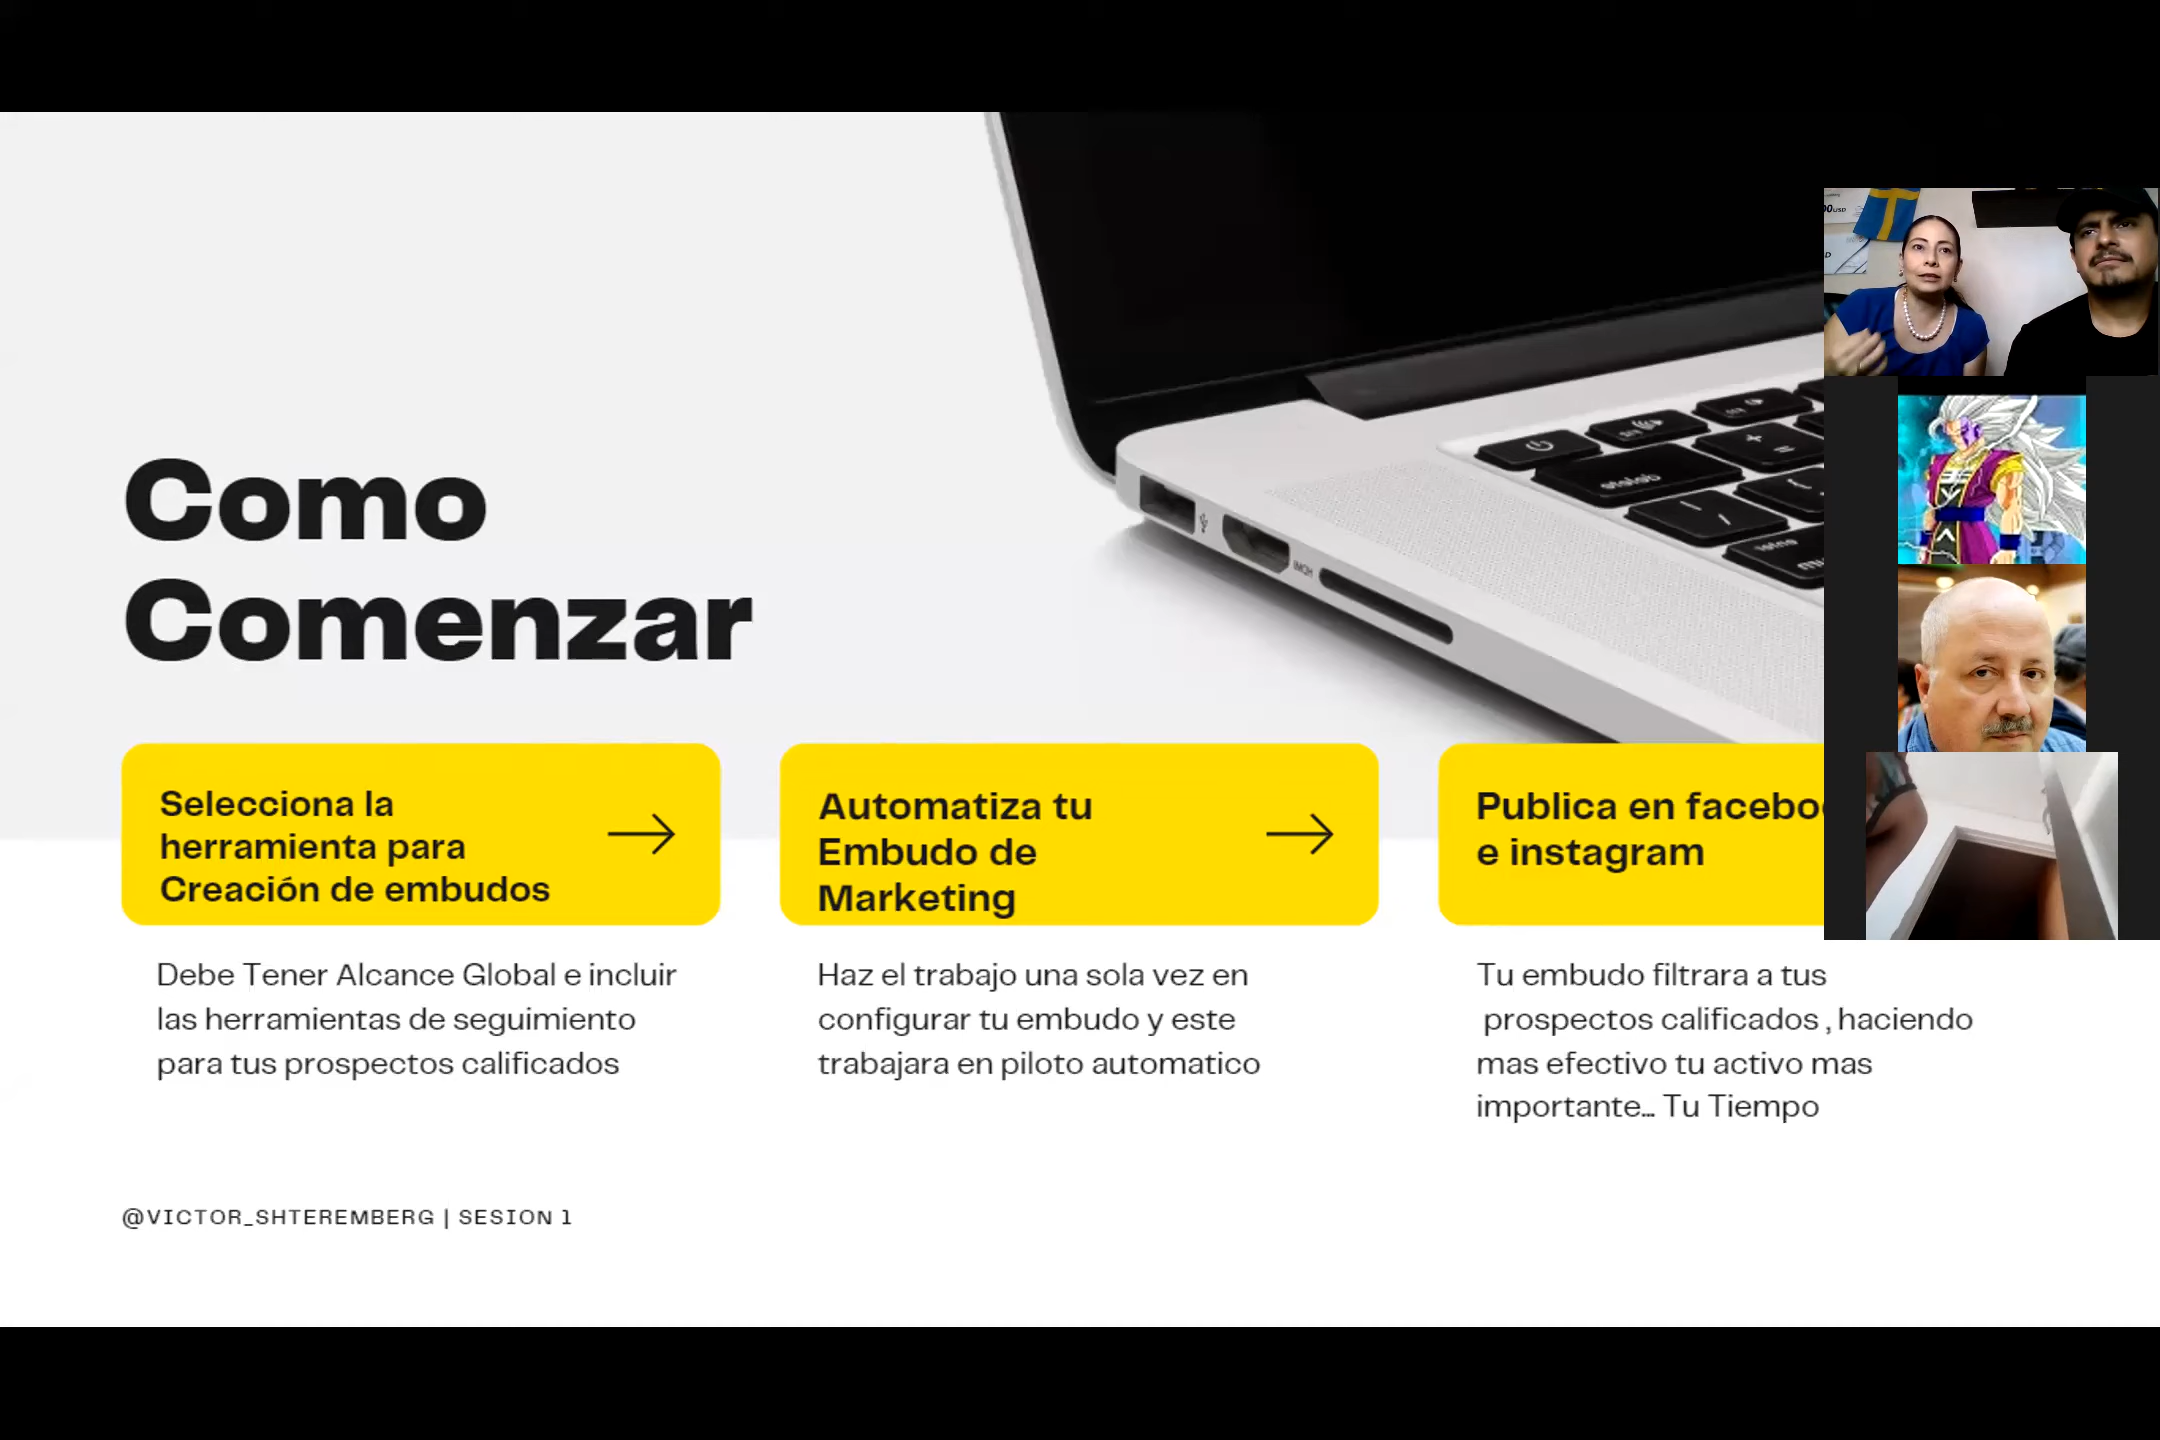 Como
Comenzar
Selecciona la
herramienta para
Creación de embudos
Automatiza tu
Embudo de
Marketing
Publica en
e instagram
Debe Tener Alcance Global e incluir
las herramientas de seguimiento
para tus prospectos calificados
Haz el trabajo una sola vez en
configurar tu embudo y este
trabajara en piloto automatico
Tu embudo filtrara a tus
prospectos calificados , haciendo
mas efectivo tu activo mas
importante... Tu Tiempo
@VICTOR_SHTEREMBERG | SESION 1